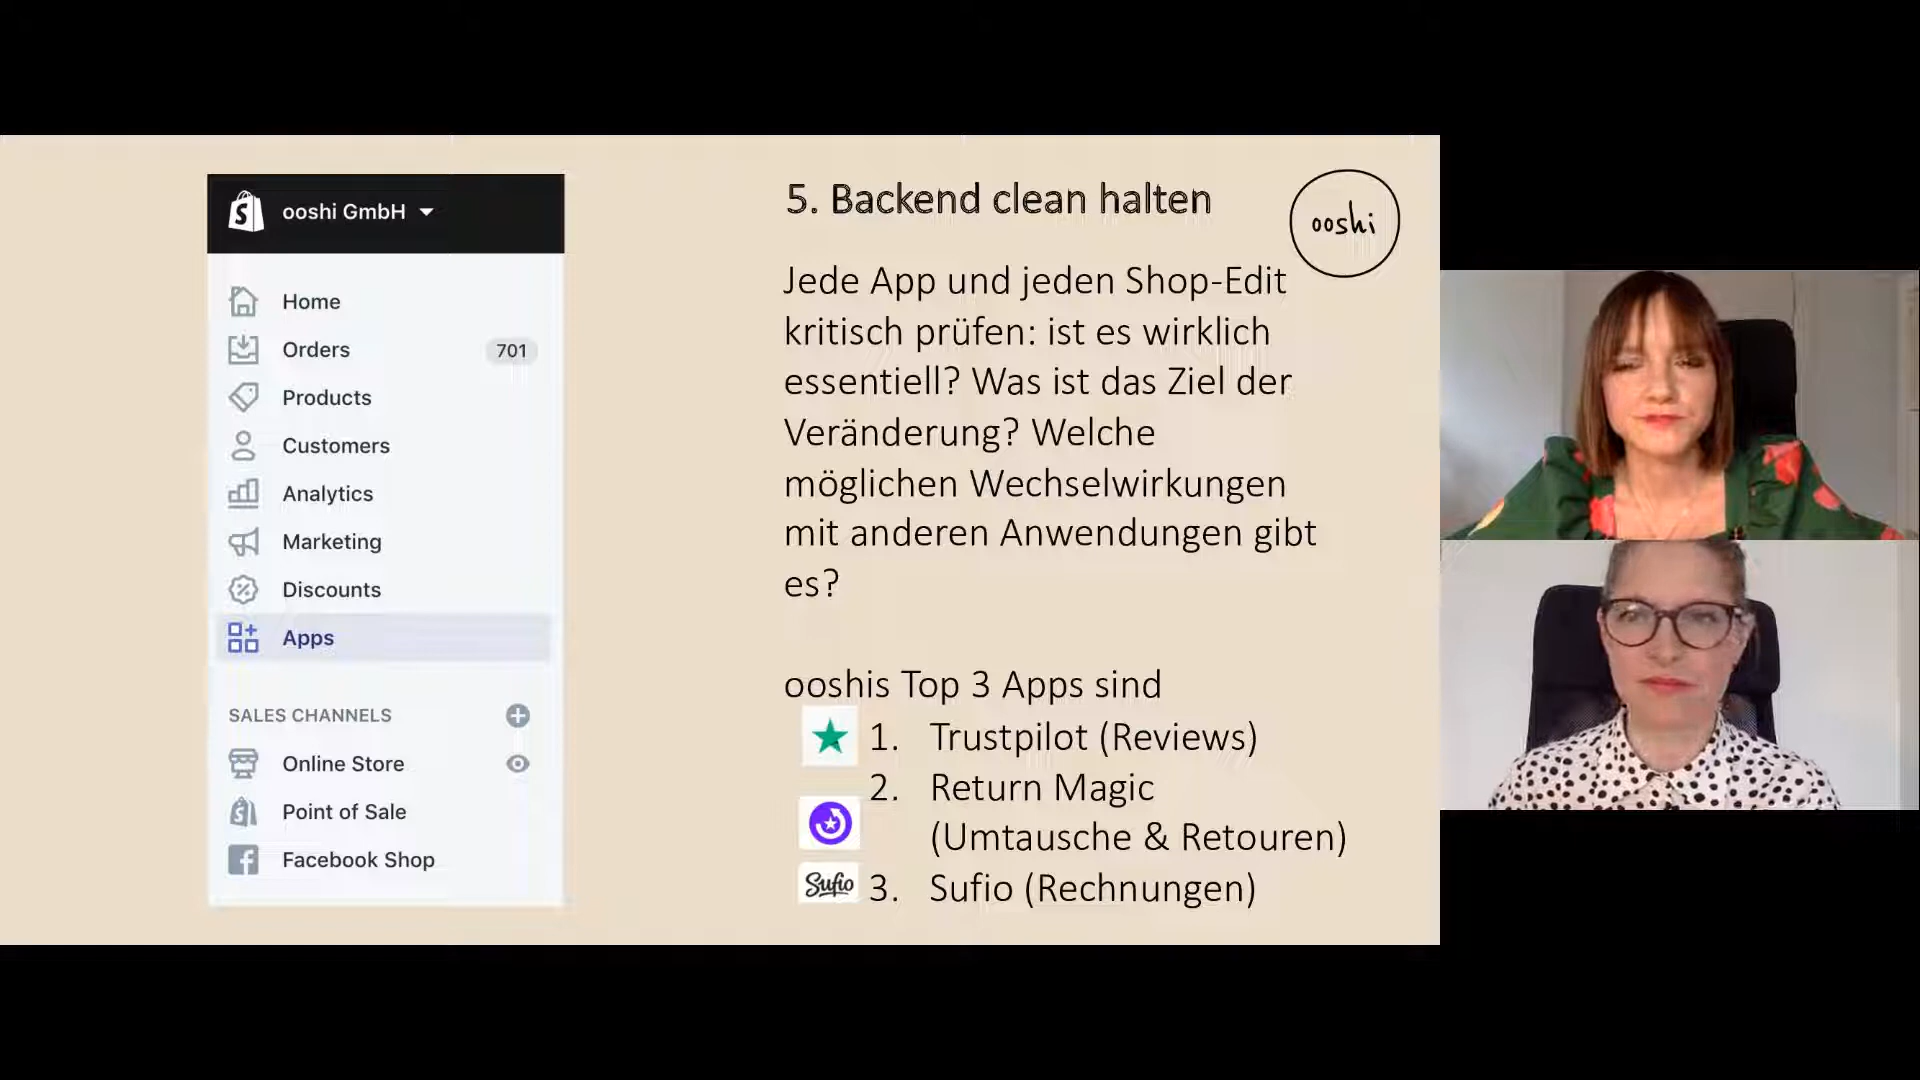 ooshi GmbH
Home
Orders 701
Products
Customers
Analytics
Marketing
Discounts
Apps
SALES CHANNELS
Online Store
Point of Sale
Facebook Shop
5. Backend clean halten
ooshi
Jede App und jeden Shop-Edit
kritisch prüfen: ist es wirklich
essentiell? Was ist das Ziel der
Veränderung? Welche
möglichen Wechselwirkungen
mit anderen Anwendungen gibt
es?
ooshis Top 3 Apps sind
1. Trustpilot (Reviews)
2. Return Magic
(Umtausche & Retouren)
Sufio 3. Sufio (Rechnungen)